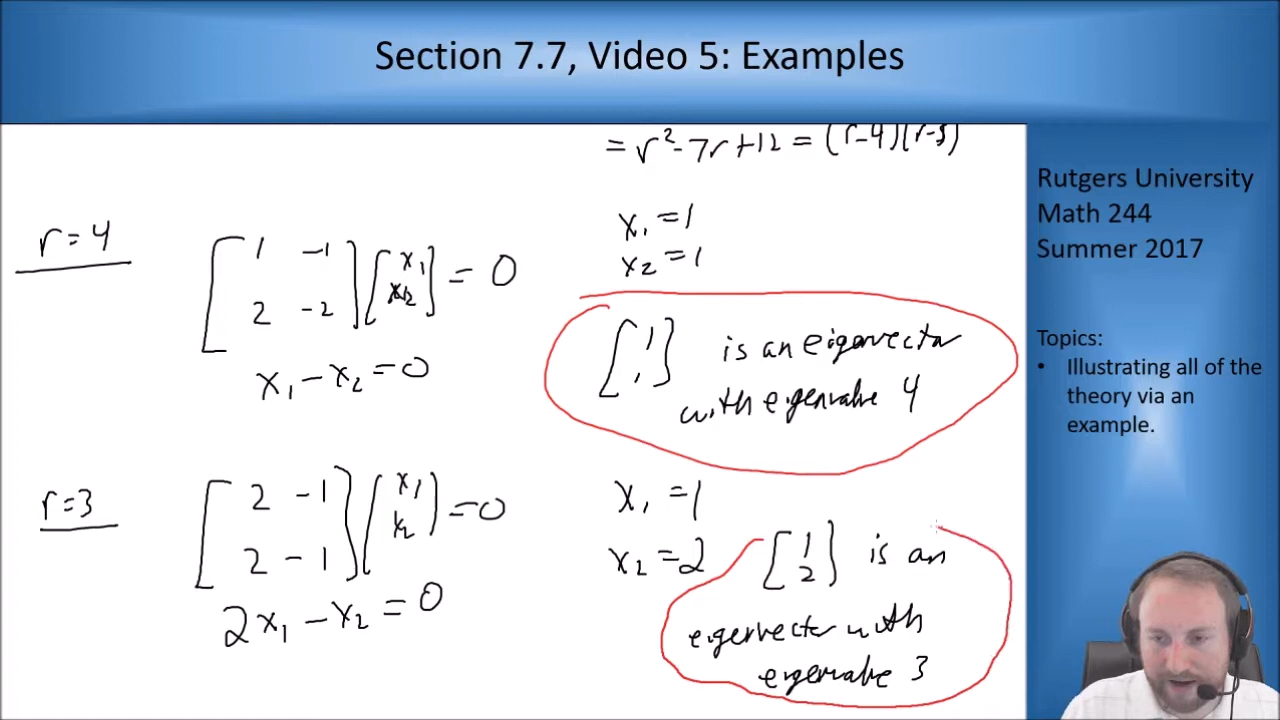 Section 7.7, Video 5: Examples
= r² - 7r + 12 = (r-4)(r-3)
r=4
[1 -1
2 -2] [x₁
x₂] = 0
x₁ - x₂ = 0
x₁ = 1
x₂ = 1
[1
1] is an eigenvector
with eigenvalue 4
r=3
[2 -1
2 -1] [x₁
x₂] = 0
2x₁ - x₂ = 0
x₁ = 1
x₂ = 2
[1
2] is an
eigenvector with
eigenvalue 3
Rutgers University
Math 244
Summer 2017
Topics:
• Illustrating all of the
theory via an
example.